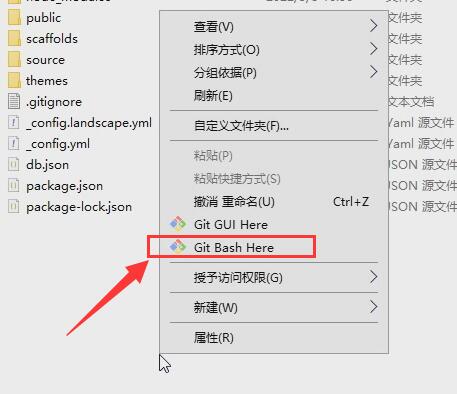 public
scaffolds
source
themes
.gitignore
_config.landscape.yml
_config.yml
db.json
package.json
package-lock.json
查看(V)
排序方式(O)
分组依据(P)
刷新(E)
自定义文件夹(F)...
粘贴(P)
粘贴快捷方式(S)
撤消 重命名(U) Ctrl+Z
Git GUI Here
Git Bash Here
授予访问权限(G)
新建(W)
属性(R)
文件夹
文件夹
文件夹
文件夹
文本文档
Yaml 源文件
Yaml 源文件
JSON 源文件
JSON 源文件
JSON 源文件